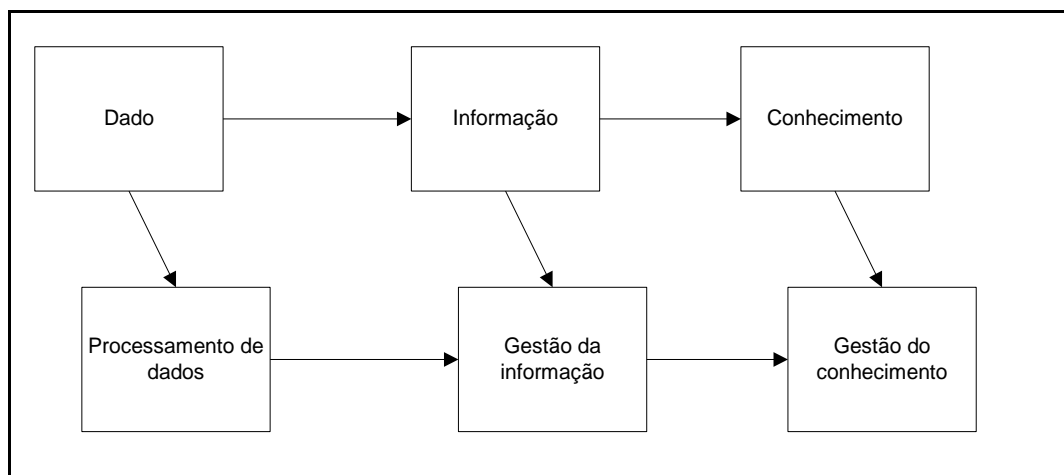 Dado
Informação
Conhecimento
Processamento de
dados
Gestão da
informação
Gestão do
conhecimento